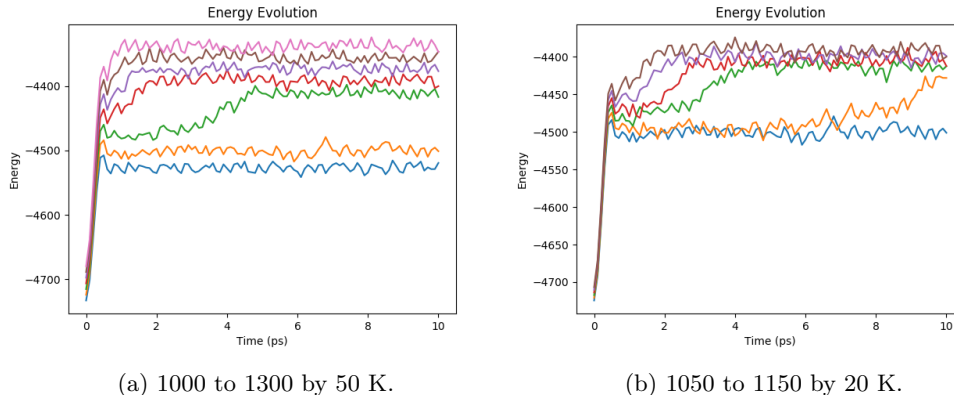 Energy Evolution
−4400
−4500
−4600
−4700
Energy
0 2 4 6 8 10
Time (ps)
(a) 1000 to 1300 by 50 K.
Energy Evolution
−4400
−4450
−4500
−4550
−4600
−4650
−4700
Energy
0 2 4 6 8 10
Time (ps)
(b) 1050 to 1150 by 20 K.